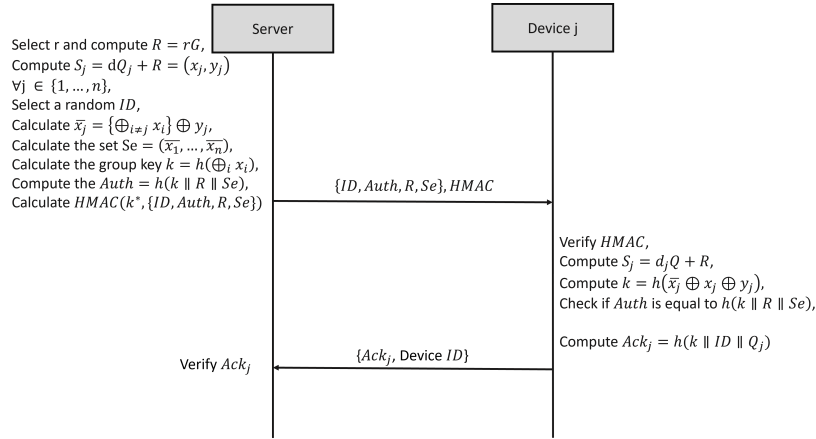 Server
Device j
Select r and compute R = rG,
Compute S_j = dQ_j + R = (x_j, y_j)
∀j ∈ {1, … , n},
Select a random ID,
Calculate x̅_j = {⊕_{i≠j} x_i} ⊕ y_j,
Calculate the set Se = (x̅_1, … , x̅_n),
Calculate the group key k = h(⊕_i x_i),
Compute the Auth = h(k ∥ R ∥ Se),
Calculate HMAC(k*, {ID, Auth, R, Se})
{ID, Auth, R, Se}, HMAC
Verify HMAC,
Compute S_j = d_jQ + R,
Compute k = h(x̅_j ⊕ x_j ⊕ y_j),
Check if Auth is equal to h(k ∥ R ∥ Se),
Compute Ack_j = h(k ∥ ID ∥ Q_j)
{Ack_j, Device ID}
Verify Ack_j